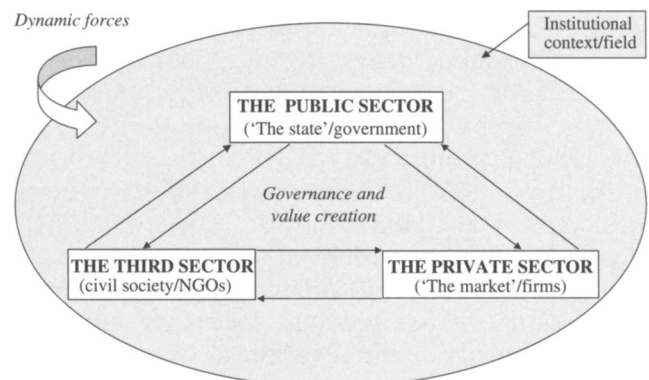 Dynamic forces
Institutional
context/field
THE PUBLIC SECTOR
(‘The state’/government)
Governance and
value creation
THE THIRD SECTOR
(civil society/NGOs)
THE PRIVATE SECTOR
(‘The market’/firms)